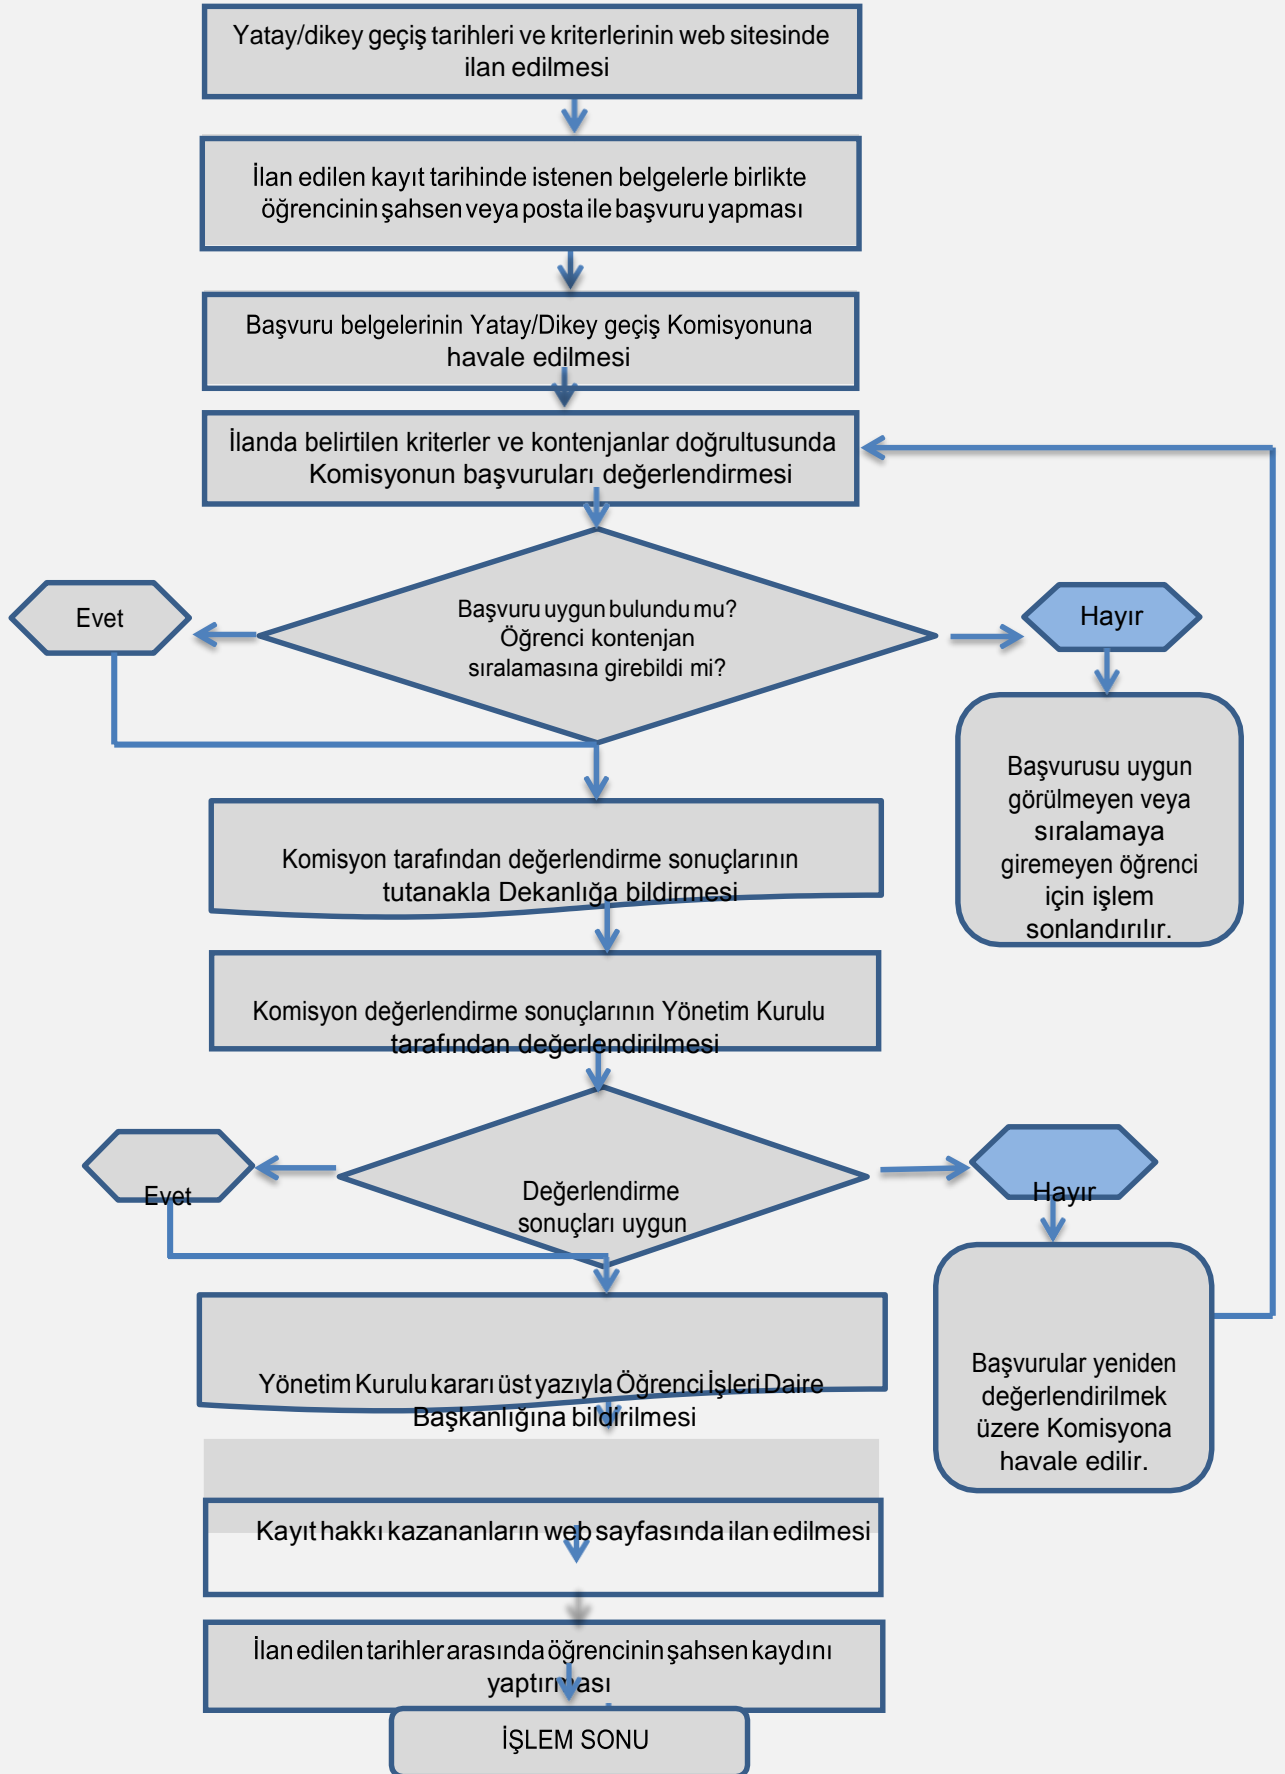 Yatay/dikey geçiş tarihleri ve kriterlerinin web sitesinde
ilan edilmesi
İlan edilen kayıt tarihinde istenen belgelerle birlikte
öğrencinin şahsen veya posta ile başvuru yapması
Başvuru belgelerinin Yatay/Dikey geçiş Komisyonuna
havale edilmesi
İlanda belirtilen kriterler ve kontenjanlar doğrultusunda
Komisyonun başvuruları değerlendirmesi
Evet
Başvuru uygun bulundu mu?
Öğrenci kontenjan
sıralamasına girebildi mi?
Hayır
Başvurusu uygun
görülmeyen veya
sıralamaya
giremeyen öğrenci
için işlem
sonlandırılır.
Komisyon tarafından değerlendirme sonuçlarının
tutanakla Dekanlığa bildirmesi
Komisyon değerlendirme sonuçlarının Yönetim Kurulu
tarafından değerlendirilmesi
Evet
Değerlendirme
sonuçları uygun
Hayır
Başvurular yeniden
değerlendirilmek
üzere Komisyona
havale edilir.
Yönetim Kurulu kararı üst yazıyla Öğrenci İşleri Daire
Başkanlığına bildirilmesi
Kayıt hakkı kazananların web sayfasında ilan edilmesi
İlan edilen tarihler arasında öğrencinin şahsen kaydını
yaptırması
İŞLEM SONU